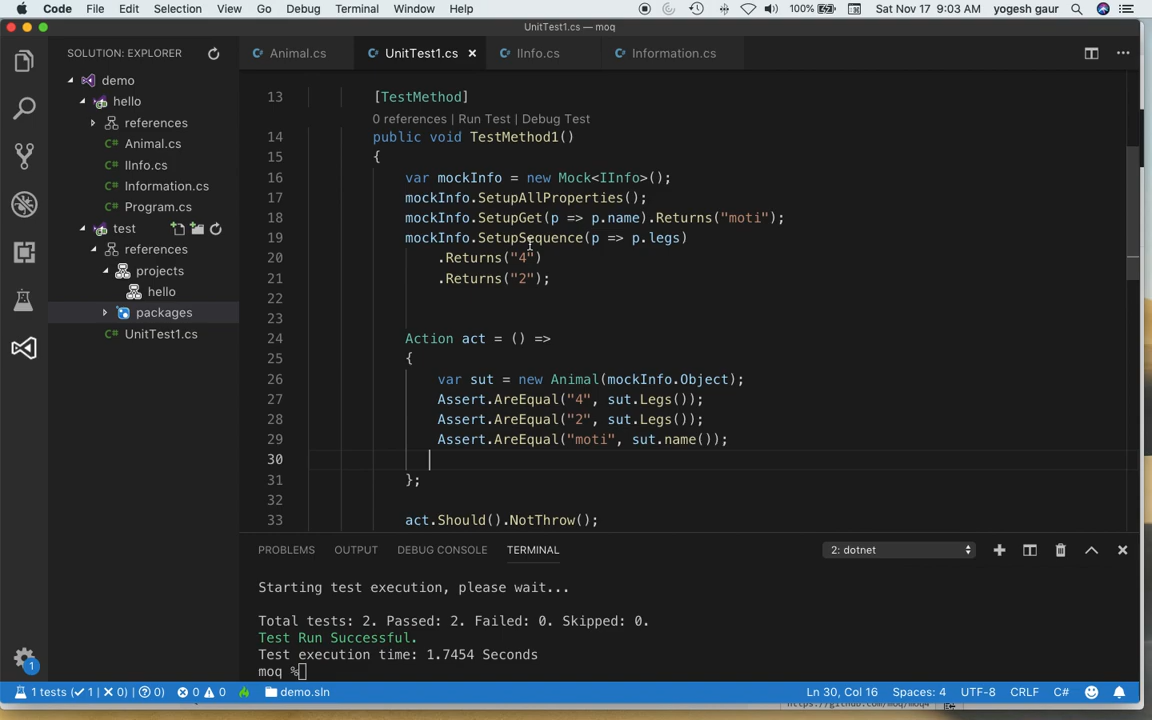 Code File Edit Selection View Go Debug Terminal Window Help 100% Sat Nov 17 9:03 AM yogesh gaur
UnitTest1.cs — moq
SOLUTION: EXPLORER
Animal.cs UnitTest1.cs IInfo.cs Information.cs
demo
hello
references
Animal.cs
IInfo.cs
Information.cs
Program.cs
test
references
projects
hello
packages
UnitTest1.cs
13 [TestMethod]
0 references | Run Test | Debug Test
14 public void TestMethod1()
15 {
16 var mockInfo = new Mock<IInfo>();
17 mockInfo.SetupAllProperties();
18 mockInfo.SetupGet(p => p.name).Returns("moti");
19 mockInfo.SetupSequence(p => p.legs)
20 .Returns("4")
21 .Returns("2");
22
23
24 Action act = () =>
25 {
26 var sut = new Animal(mockInfo.Object);
27 Assert.AreEqual("4", sut.Legs());
28 Assert.AreEqual("2", sut.Legs());
29 Assert.AreEqual("moti", sut.name());
30
31 };
32
33 act.Should().NotThrow();
PROBLEMS OUTPUT DEBUG CONSOLE TERMINAL 2: dotnet
Starting test execution, please wait...
Total tests: 2. Passed: 2. Failed: 0. Skipped: 0.
Test Run Successful.
Test execution time: 1.7454 Seconds
moq %
1
1 tests (✓ 1 | ✕ 0) | (? 0) 0 0 demo.sln Ln 30, Col 16 Spaces: 4 UTF-8 CRLF C#
https://github.com/moq/moq4